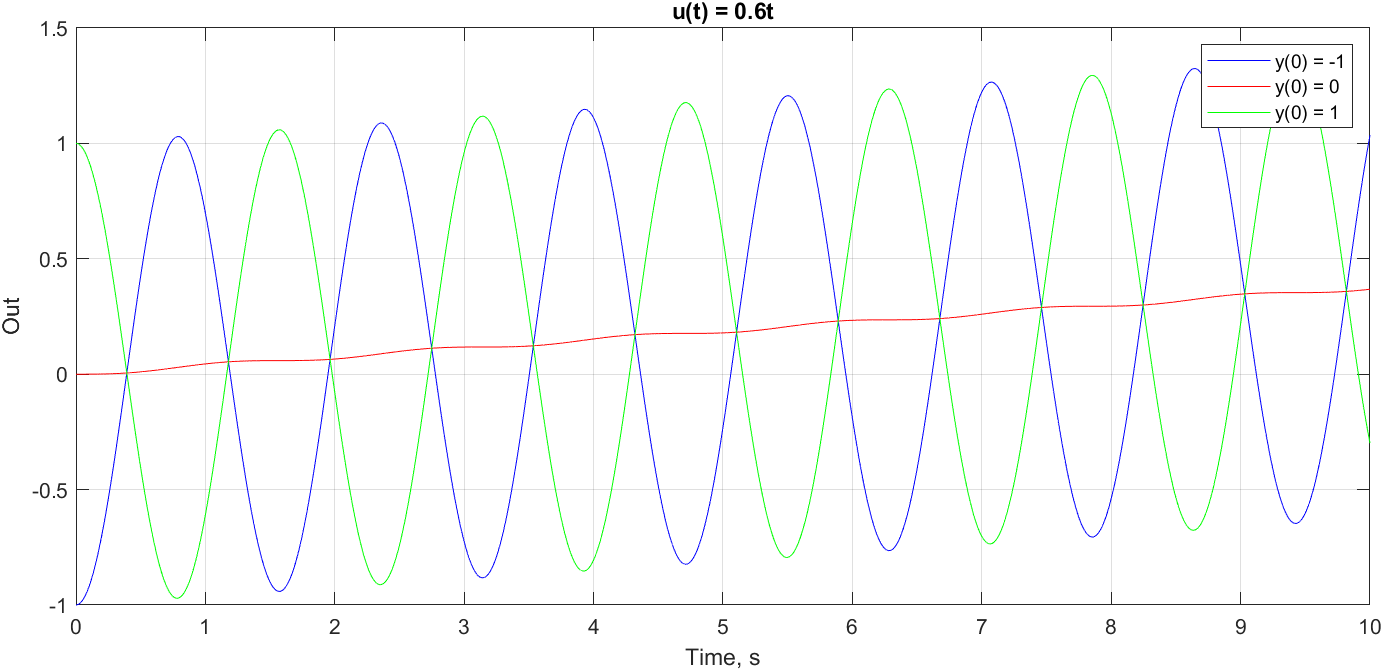 u(t) = 0.6t
1.5
1
0.5
0
-0.5
-1
Out
0 1 2 3 4 5 6 7 8 9 10
Time, s
y(0) = -1
y(0) = 0
y(0) = 1